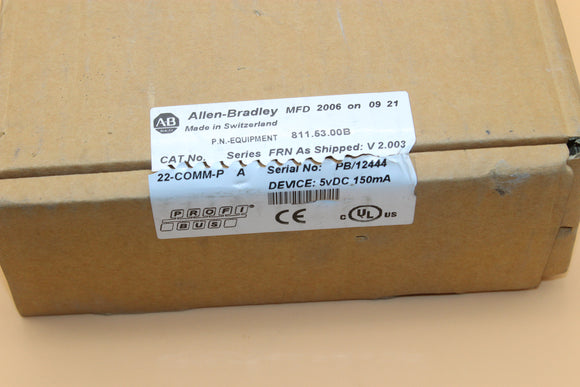 AB
Allen-Bradley MFD 2006 on 09 21
Made in Switzerland
P.N.-EQUIPMENT 811.53.00B
CAT.No. Series FRN As Shipped: V 2.003
22-COMM-P A Serial No: PB/12444
DEVICE: 5vDC 150mA
PROFI
BUS
CE
C UL US